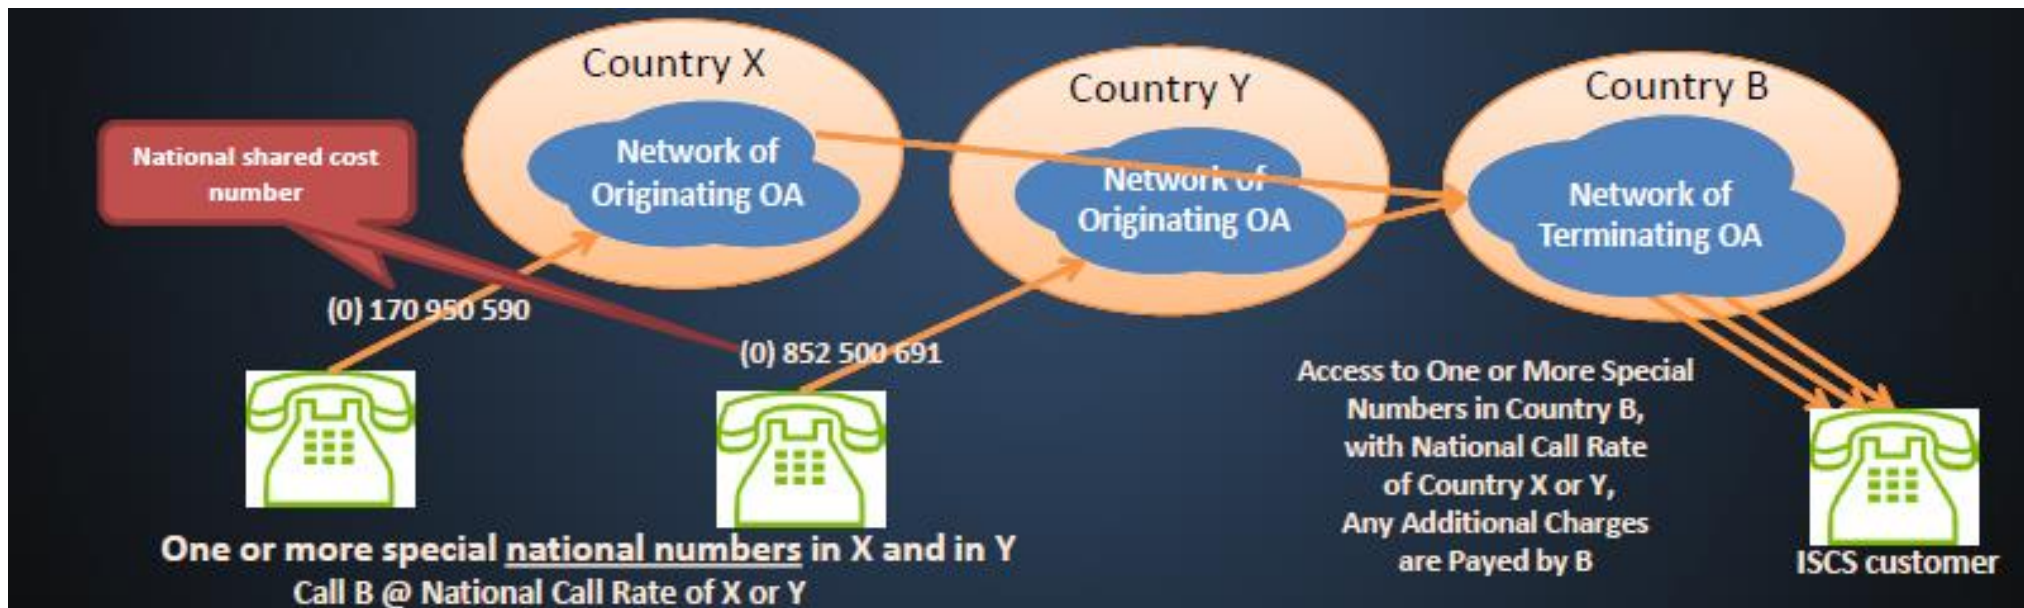 Country X
Country Y
Country B
National shared cost
number
Network of
Originating OA
Network of
Originating OA
Network of
Terminating OA
(0) 170 950 590
(0) 852 500 691
Access to One or More Special
Numbers in Country B,
with National Call Rate
of Country X or Y,
Any Additional Charges
are Payed by B
One or more special national numbers in X and in Y
Call B @ National Call Rate of X or Y
ISCS customer